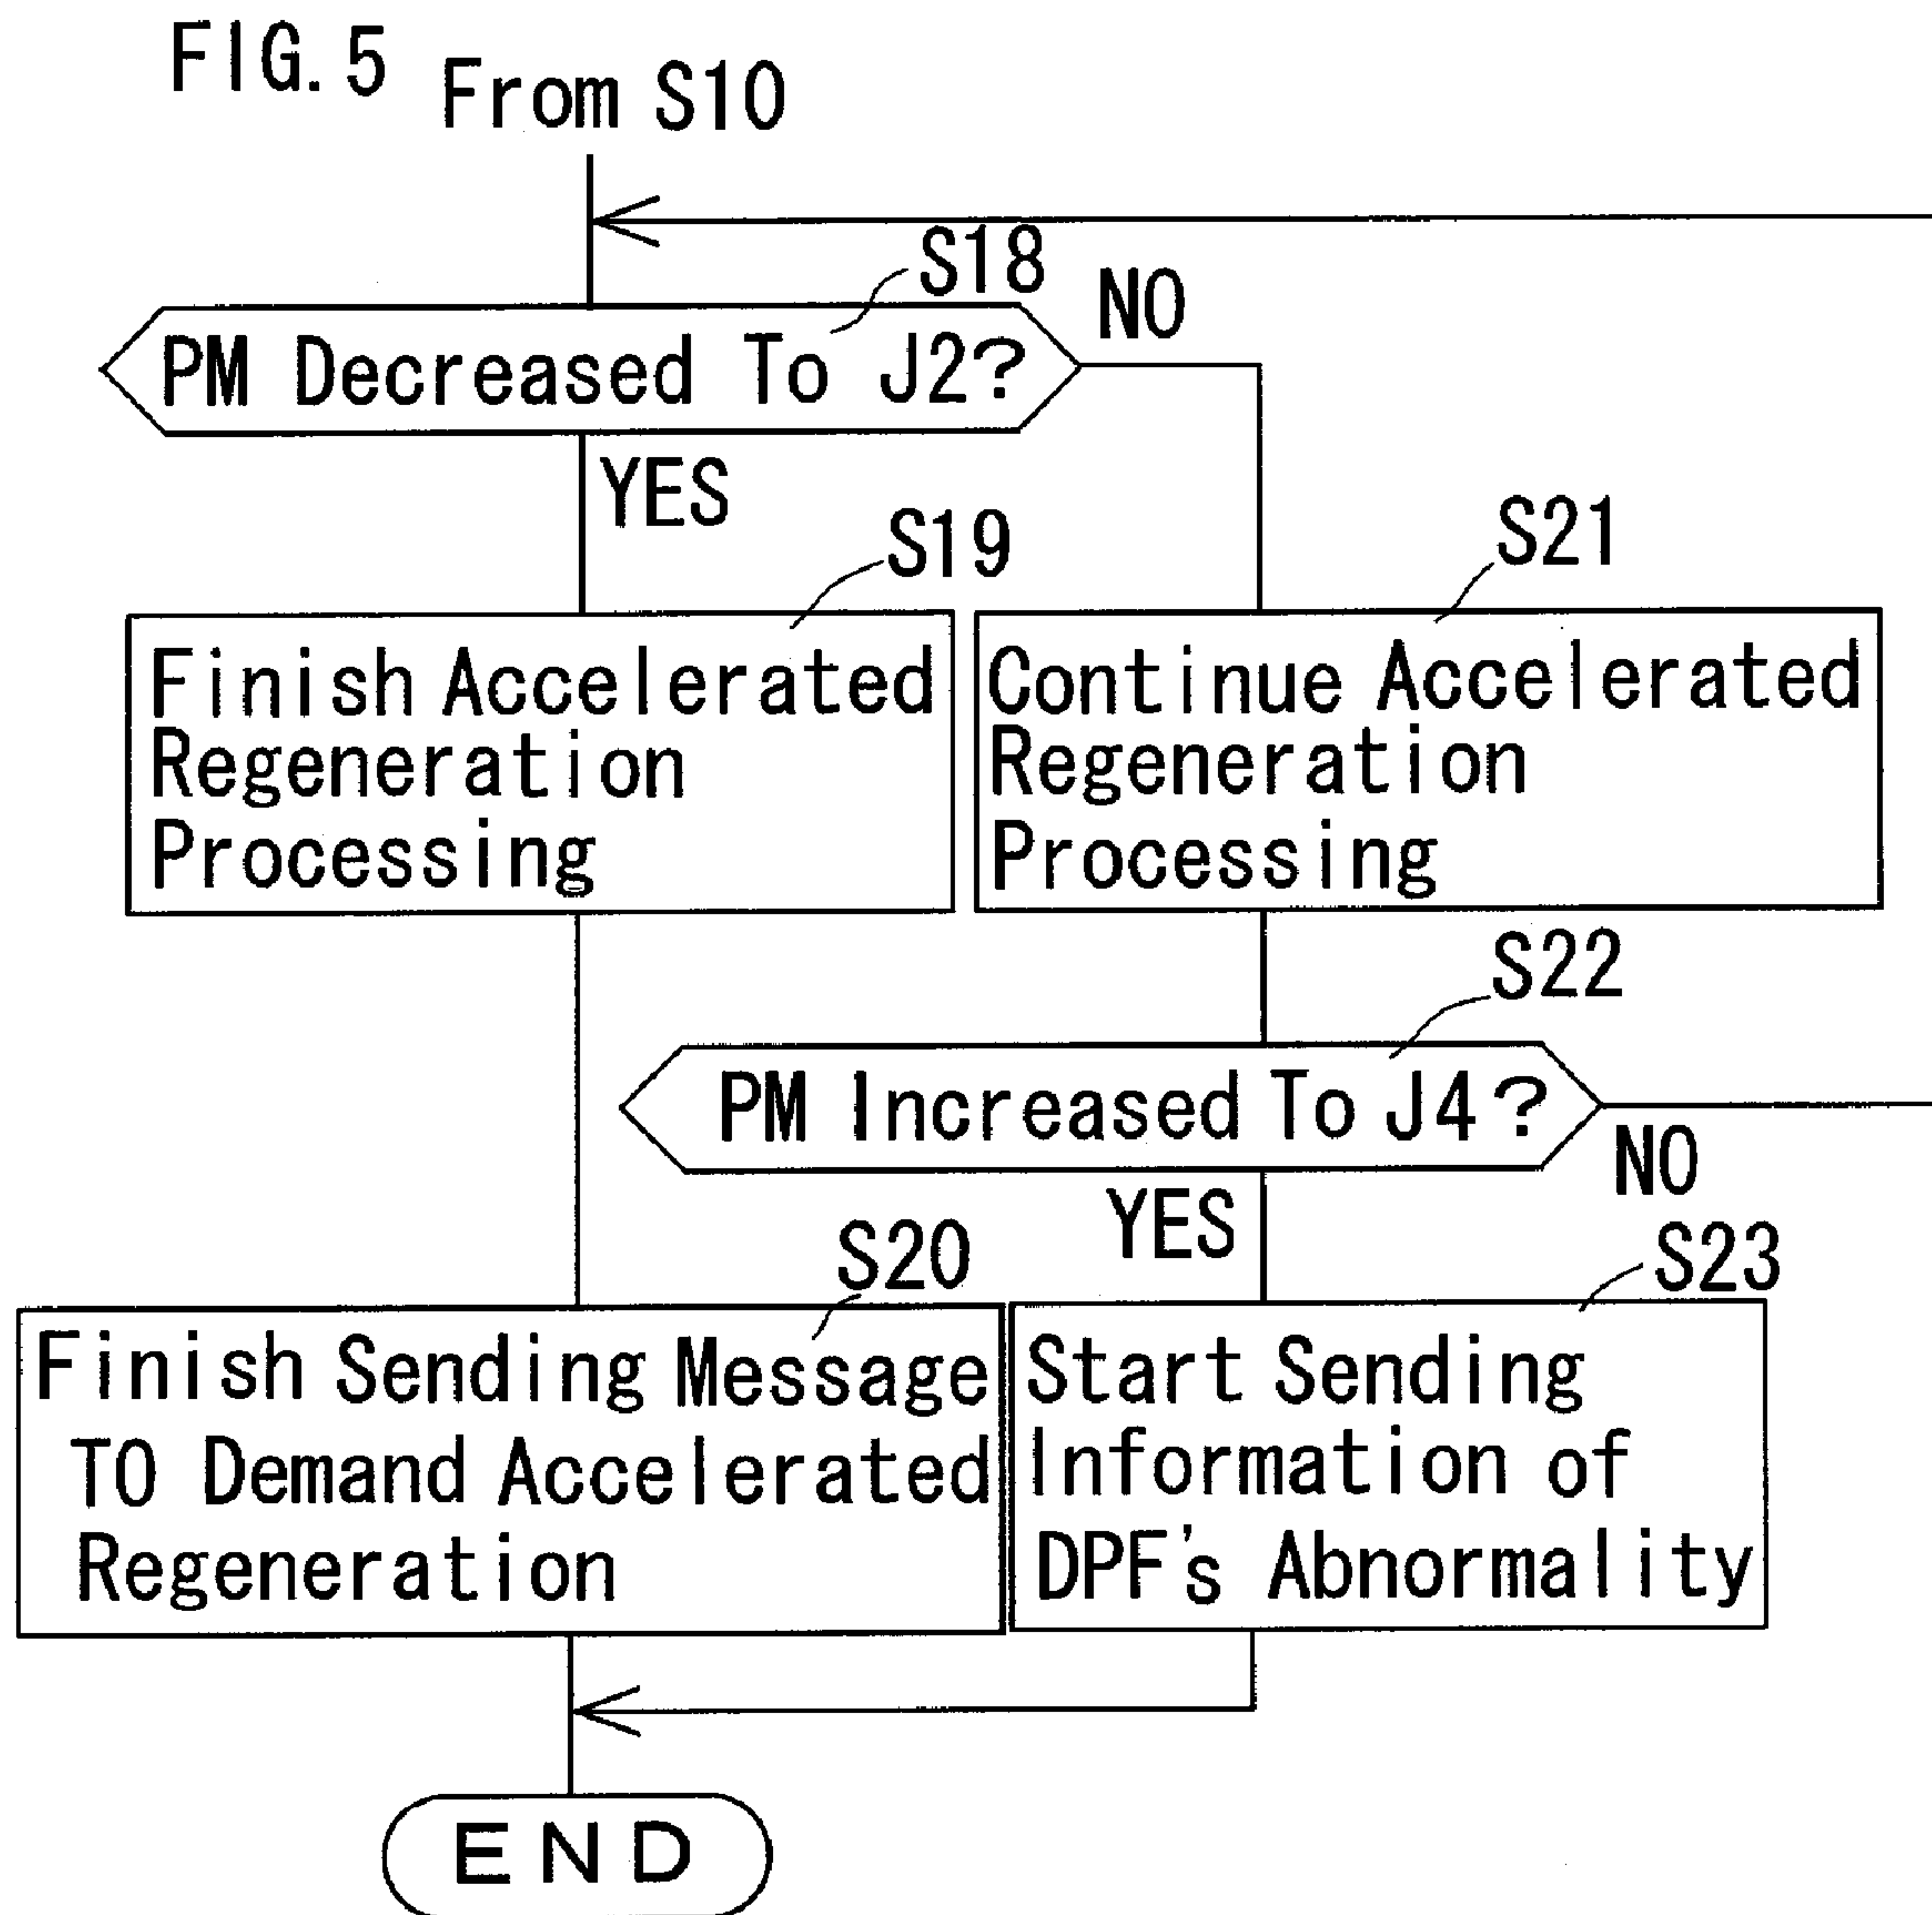 FIG. 5
From S10
S18
NO
PM Decreased To J2?
YES
S19
S21
Finish Accelerated
Regeneration
Processing
Continue Accelerated
Regeneration
Processing
S22
PM Increased To J4?
NO
YES
S20
S23
Finish Sending Message
TO Demand Accelerated
Regeneration
Start Sending
Information of
DPF's Abnormality
END